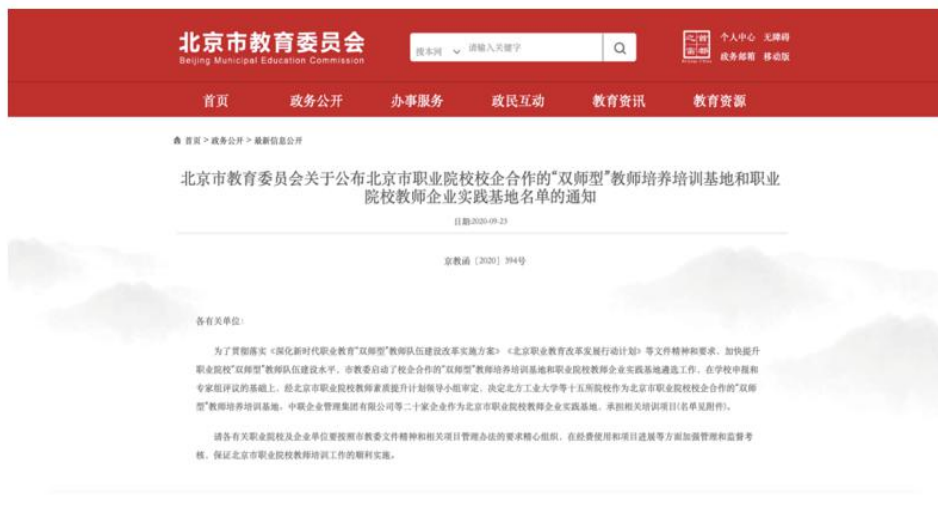 北京市教育委员会
Beijing Municipal Education Commission
搜本网 请输入关键字
首都之窗
个人中心 无障碍
政务邮箱 移动版
首页 政务公开 办事服务 政民互动 教育资讯 教育资源
首页 > 政务公开 > 最新信息公开
北京市教育委员会关于公布北京市职业院校校企合作的“双师型”教师培养培训基地和职业
院校教师企业实践基地名单的通知
日期:2020-09-23
京教函〔2020〕394号
各有关单位:
为了贯彻落实《深化新时代职业教育“双师型”教师队伍建设改革实施方案》《北京职业教育改革发展行动计划》等文件精神和要求，加快提升
职业院校“双师型”教师队伍建设水平，市教委启动了校企合作的“双师型”教师培养培训基地和职业院校教师企业实践基地遴选工作。在学校申报和
专家组评议的基础上，经北京市职业院校教师素质提升计划领导小组审定，决定北方工业大学等十五所院校作为北京市职业院校校企合作的“双师
型”教师培养培训基地、中联企业管理集团有限公司等二十家企业作为北京市职业院校教师企业实践基地，承担相关培训项目(名单见附件)。
请各有关职业院校及企业单位要按照市教委文件精神和相关项目管理办法的要求精心组织，在经费使用和项目进展等方面加强管理和监督考
核，保证北京市职业院校教师培训工作的顺利实施。